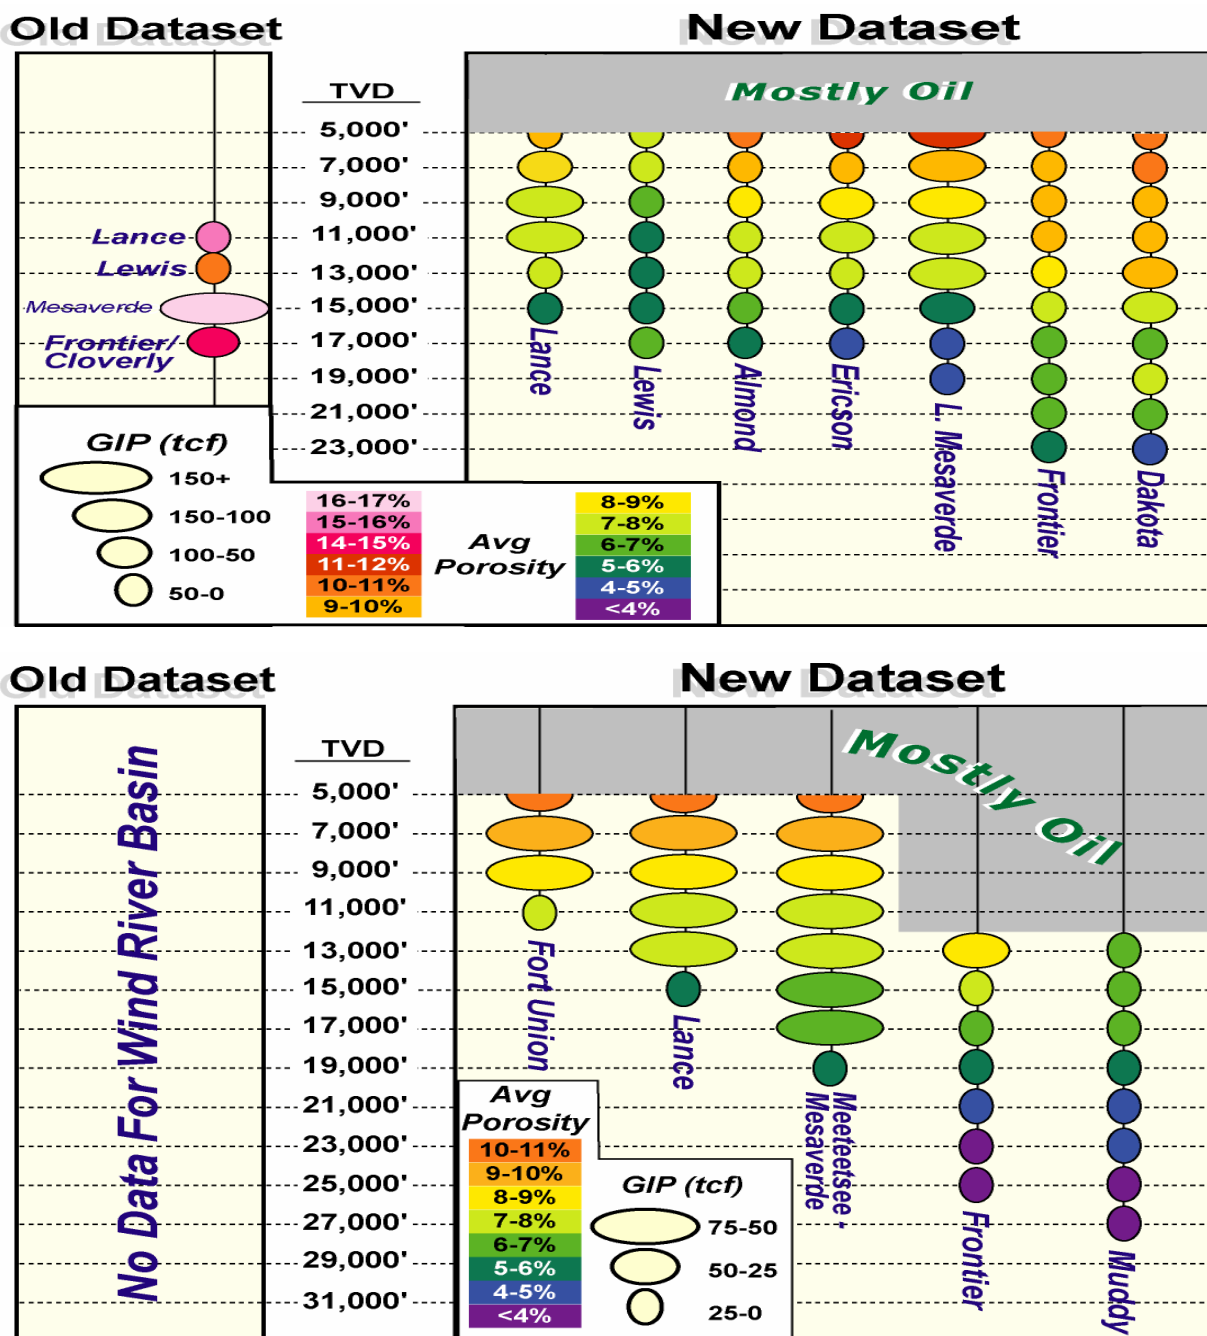 Old Dataset
New Dataset
TVD
Mostly Oil
5,000'
7,000'
9,000'
Lance
11,000'
Lewis
13,000'
Mesaverde
15,000'
Frontier/
Cloverly
17,000'
19,000'
21,000'
23,000'
Lance
Lewis
Almond
Ericson
L. Mesaverde
Frontier
Dakota
GIP (tcf)
150+
150-100
100-50
50-0
16-17%
15-16%
14-15%
11-12%
10-11%
9-10%
Avg
Porosity
8-9%
7-8%
6-7%
5-6%
4-5%
<4%
Old Dataset
New Dataset
No Data For Wind River Basin
TVD
Mostly Oil
5,000'
7,000'
9,000'
11,000'
13,000'
15,000'
17,000'
19,000'
21,000'
23,000'
25,000'
27,000'
29,000'
31,000'
Fort Union
Lance
Meeteetsee -
Mesaverde
Frontier
Muddy
Avg
Porosity
10-11%
9-10%
8-9%
7-8%
6-7%
5-6%
4-5%
<4%
GIP (tcf)
75-50
50-25
25-0